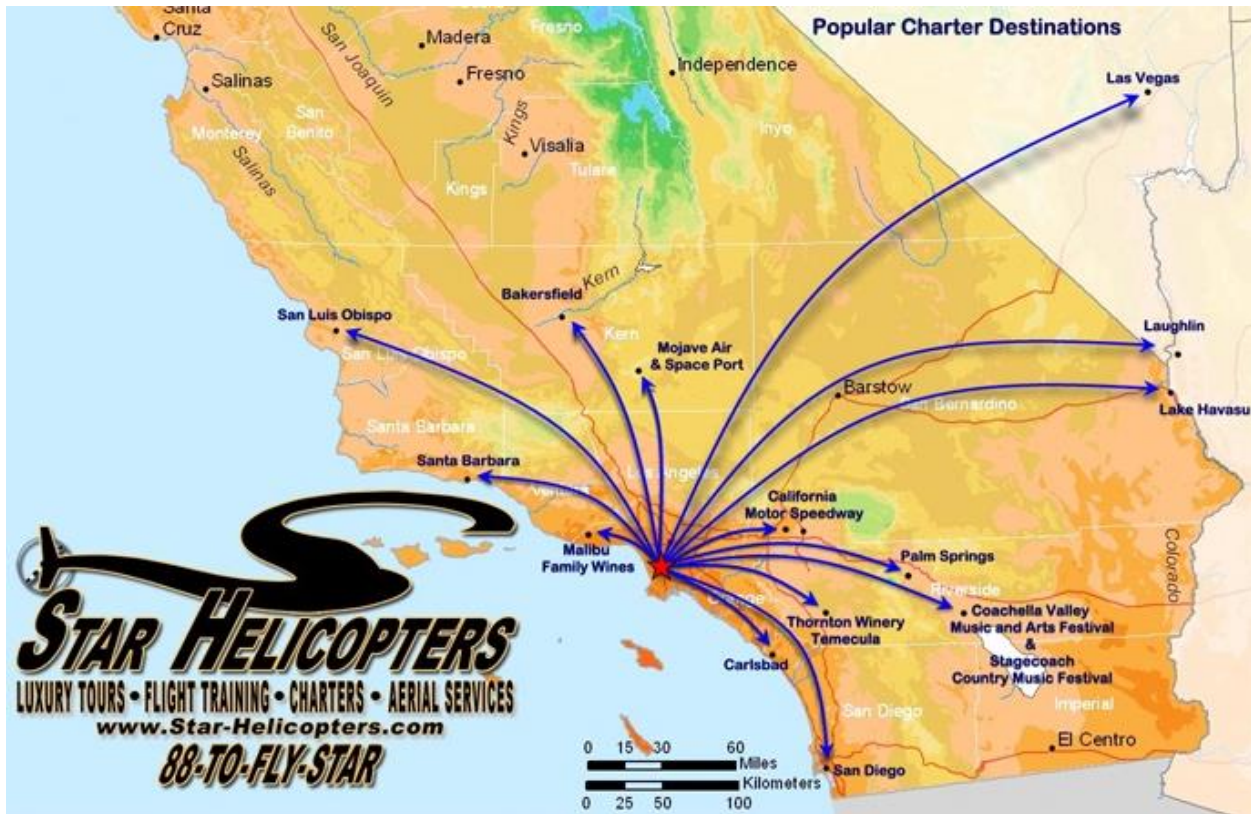 Popular Charter Destinations
Santa
Cruz
Madera
Fresno
Independence
Las Vegas
San Joaquin
Salinas
Fresno
San
Benito
Monterey
Kings
Visalia
Inyo
Salinas
Tulare
Kings
Kern
Bakersfield
San Luis Obispo
Kern
San Luis Obispo
Mojave Air
& Space Port
Laughlin
Barstow
San Bernardino
Lake Havasu
Santa Barbara
Santa Barbara
Los Angeles
Ventura
California
Motor Speedway
Malibu
Family Wines
Palm Springs
Colorado
Riverside
Orange
Thornton Winery
Temecula
Coachella Valley
Music and Arts Festival
&
Stagecoach
Country Music Festival
Carlsbad
San Diego
Imperial
El Centro
San Diego
STAR HELICOPTERS
LUXURY TOURS • FLIGHT TRAINING • CHARTERS • AERIAL SERVICES
www.Star-Helicopters.com
88-TO-FLY-STAR
0 15 30 60
Miles
Kilometers
0 25 50 100